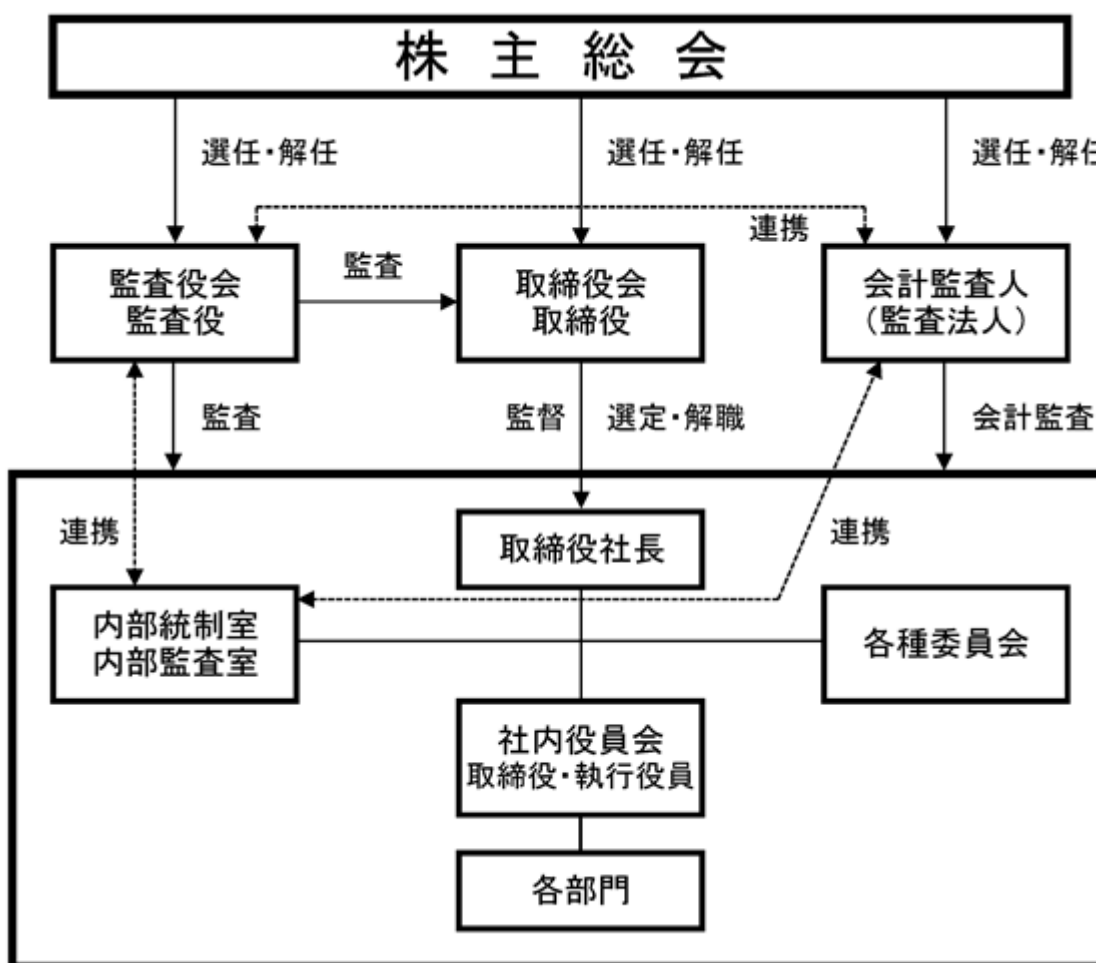 株主総会
選任・解任
選任・解任
選任・解任
連携
監査役会
監査役
監査
取締役会
取締役
会計監査人
(監査法人)
監査
監督
選定・解職
会計監査
連携
取締役社長
連携
内部統制室
内部監査室
各種委員会
社内役員会
取締役・執行役員
各部門